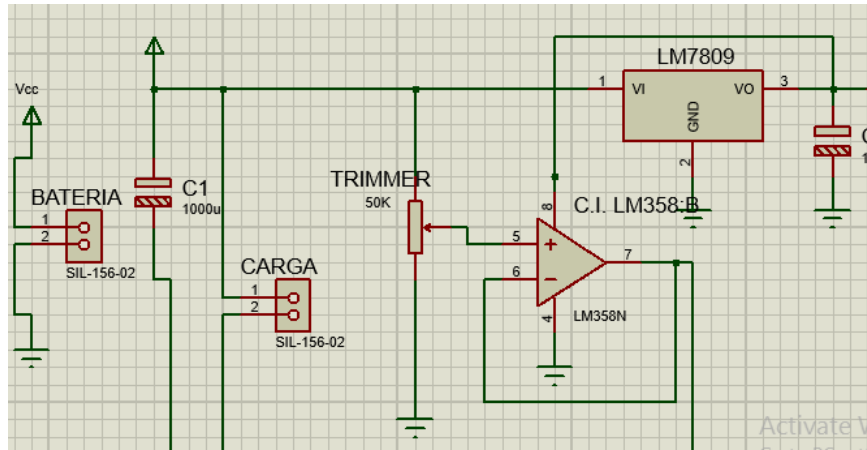 Vcc
BATERIA
1
2
SIL-156-02
C1
1000u
CARGA
1
2
SIL-156-02
TRIMMER
50K
LM7809
1
VI
VO
3
GND
2
C
1
C.I. LM358:B
8
5
+
6
−
7
4
LM358N
Activate W